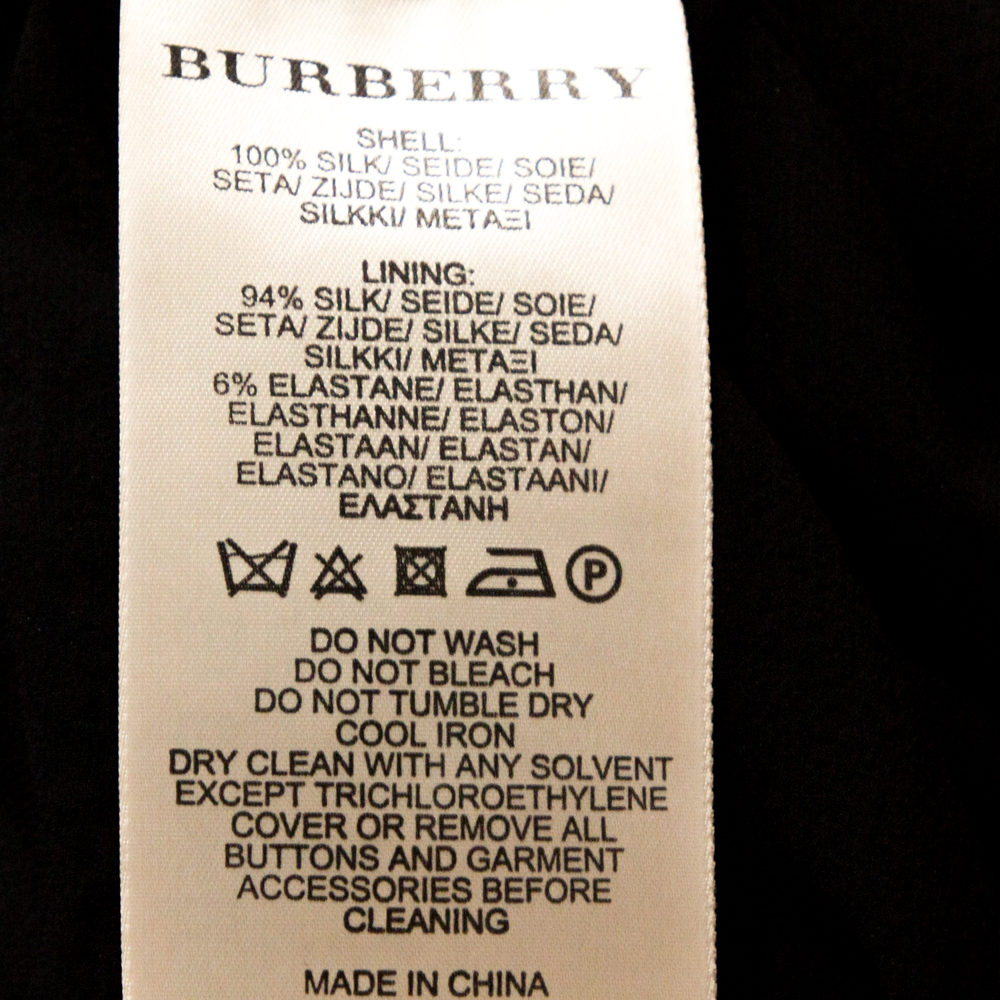 BURBERRY
SHELL:
100% SILK/ SEIDE/ SOIE/
SETA/ ZIJDE/ SILKE/ SEDA/
SILKKI/ ΜΕΤΑΞΙ
LINING:
94% SILK/ SEIDE/ SOIE/
SETA/ ZIJDE/ SILKE/ SEDA/
SILKKI/ ΜΕΤΑΞΙ
6% ELASTANE/ ELASTHAN/
ELASTHANNE/ ELASTON/
ELASTAAN/ ELASTAN/
ELASTANO/ ELASTAANI/
ΕΛΑΣΤΑΝΗ
P
DO NOT WASH
DO NOT BLEACH
DO NOT TUMBLE DRY
COOL IRON
DRY CLEAN WITH ANY SOLVENT
EXCEPT TRICHLOROETHYLENE
COVER OR REMOVE ALL
BUTTONS AND GARMENT
ACCESSORIES BEFORE
CLEANING
MADE IN CHINA